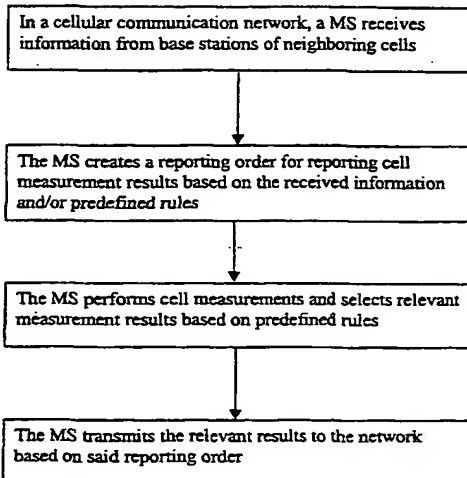 In a cellular communication network, a MS receives
information from base stations of neighboring cells
The MS creates a reporting order for reporting cell
measurement results based on the received information
and/or predefined rules
The MS performs cell measurements and selects relevant
measurement results based on predefined rules
The MS transmits the relevant results to the network
based on said reporting order